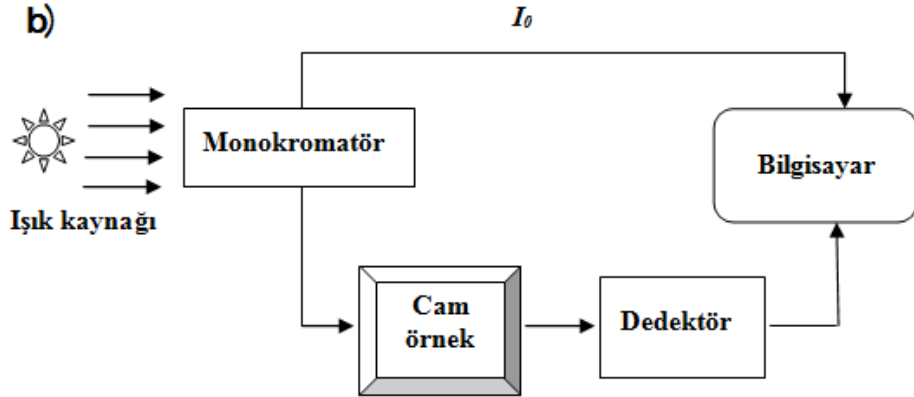 b)
I₀
Monokromatör
Bilgisayar
Işık kaynağı
Cam
örnek
Dedektör